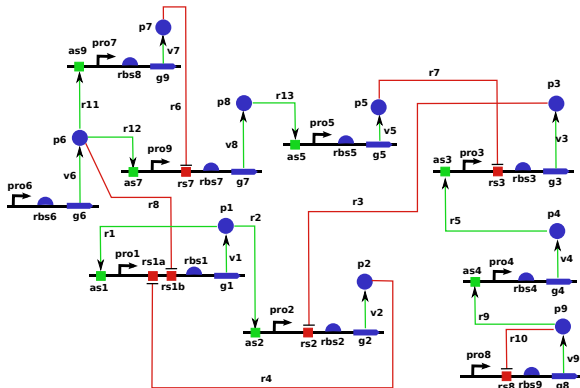 p7
as9
pro7
v7
rbs8
g9
r7
r11
r6
r13
p8
p5
p3
p6
r12
pro9
v8
pro5
v5
pro3
v3
as5
rbs5
g5
as7
rs7
rbs7
g7
as3
rs3
rbs3
g3
v6
pro6
rbs6
g6
r8
r3
p1
r2
r1
r5
p4
pro1
rs1a
rbs1
v1
p2
pro4
v4
as1
rs1b
g1
as4
rbs4
g4
pro2
v2
r9
p9
r10
as2
rs2
rbs2
g2
pro8
v9
r4
rs8
rbs9
g8